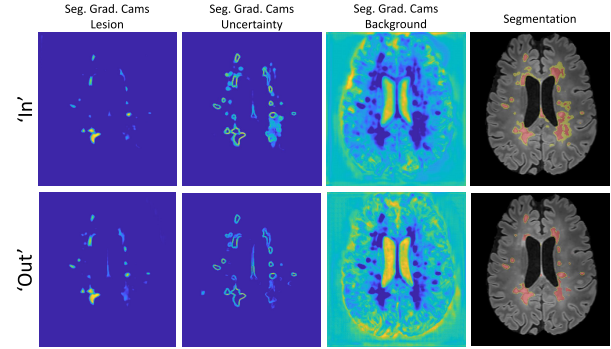 Seg. Grad. Cams
Lesion
Seg. Grad. Cams
Uncertainty
Seg. Grad. Cams
Background
Segmentation
‘In’
‘Out’